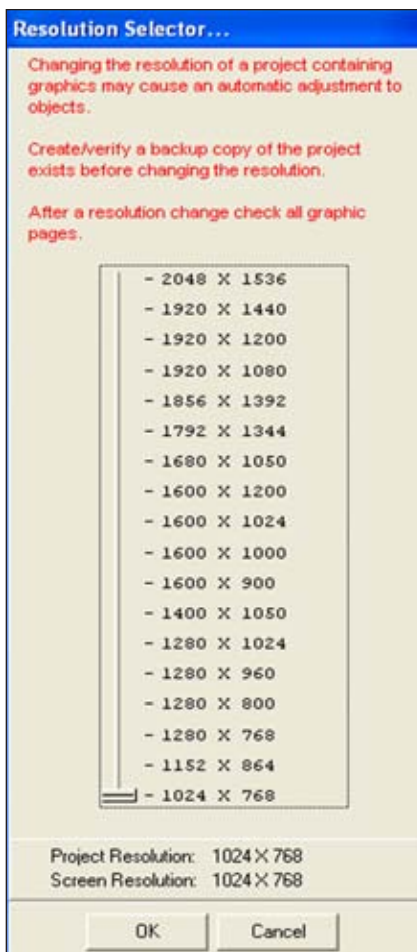 Resolution Selector...
Changing the resolution of a project containing
graphics may cause an automatic adjustment to
objects.
Create/verify a backup copy of the project
exists before changing the resolution.
After a resolution change check all graphic
pages.
- 2048 X 1536
- 1920 X 1440
- 1920 X 1200
- 1920 X 1080
- 1856 X 1392
- 1792 X 1344
- 1680 X 1050
- 1600 X 1200
- 1600 X 1024
- 1600 X 1000
- 1600 X 900
- 1400 X 1050
- 1280 X 1024
- 1280 X 960
- 1280 X 800
- 1280 X 768
- 1152 X 864
- 1024 X 768
Project Resolution: 1024 X 768
Screen Resolution: 1024 X 768
OK Cancel